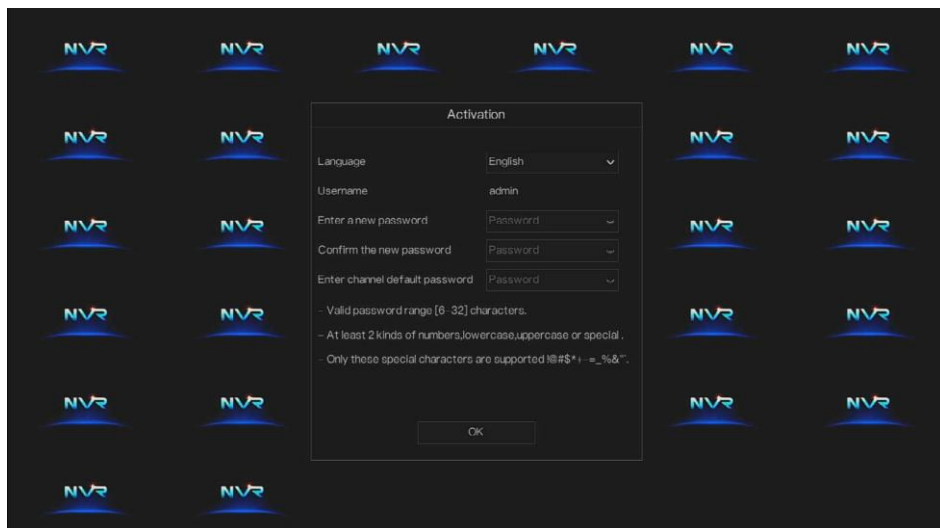 NVR NVR NVR NVR NVR NVR
Activation
NVR NVR NVR NVR
Language English
Username admin
NVR NVR NVR NVR
Enter a new password Password
Confirm the new password Password
Enter channel default password Password
- Valid password range [6-32] characters.
NVR NVR NVR NVR
- At least 2 kinds of numbers,lowercase,uppercase or special .
- Only these special characters are supported
NVR NVR NVR NVR
OK
NVR NVR